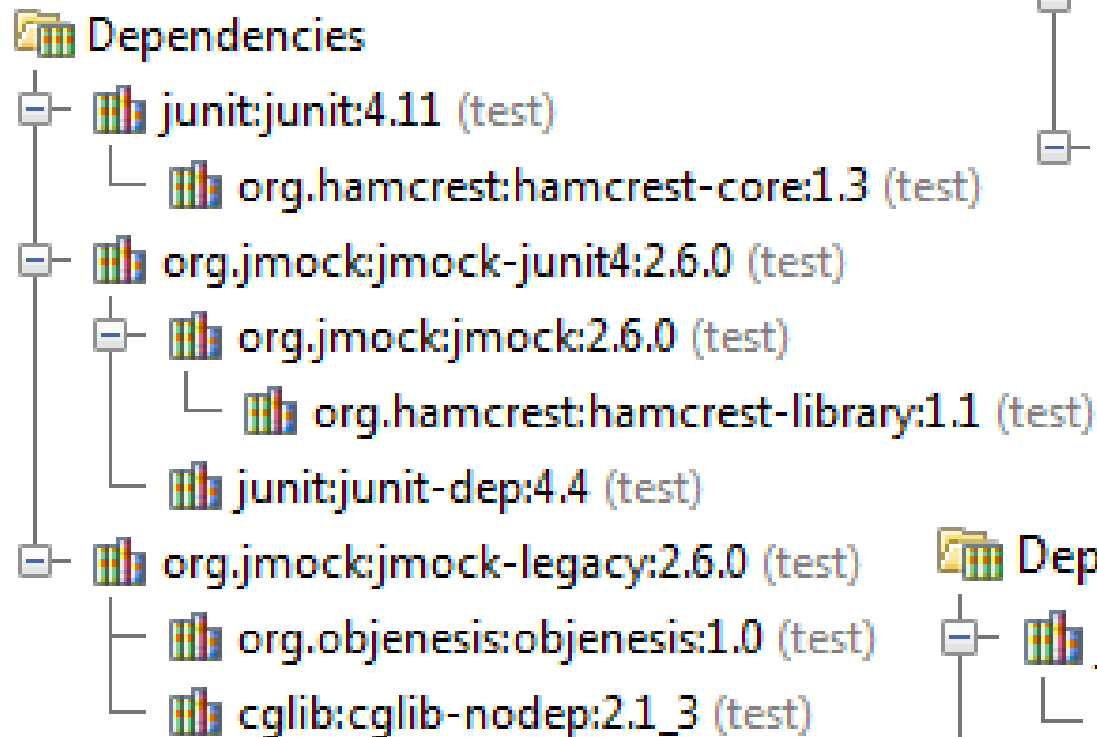 Dependencies
junit:junit:4.11 (test)
org.hamcrest:hamcrest-core:1.3 (test)
org.jmock:jmock-junit4:2.6.0 (test)
org.jmock:jmock:2.6.0 (test)
org.hamcrest:hamcrest-library:1.1 (test)
junit:junit-dep:4.4 (test)
org.jmock:jmock-legacy:2.6.0 (test)
Dep
org.objenesis:objenesis:1.0 (test)
cglib:cglib-nodep:2.1_3 (test)